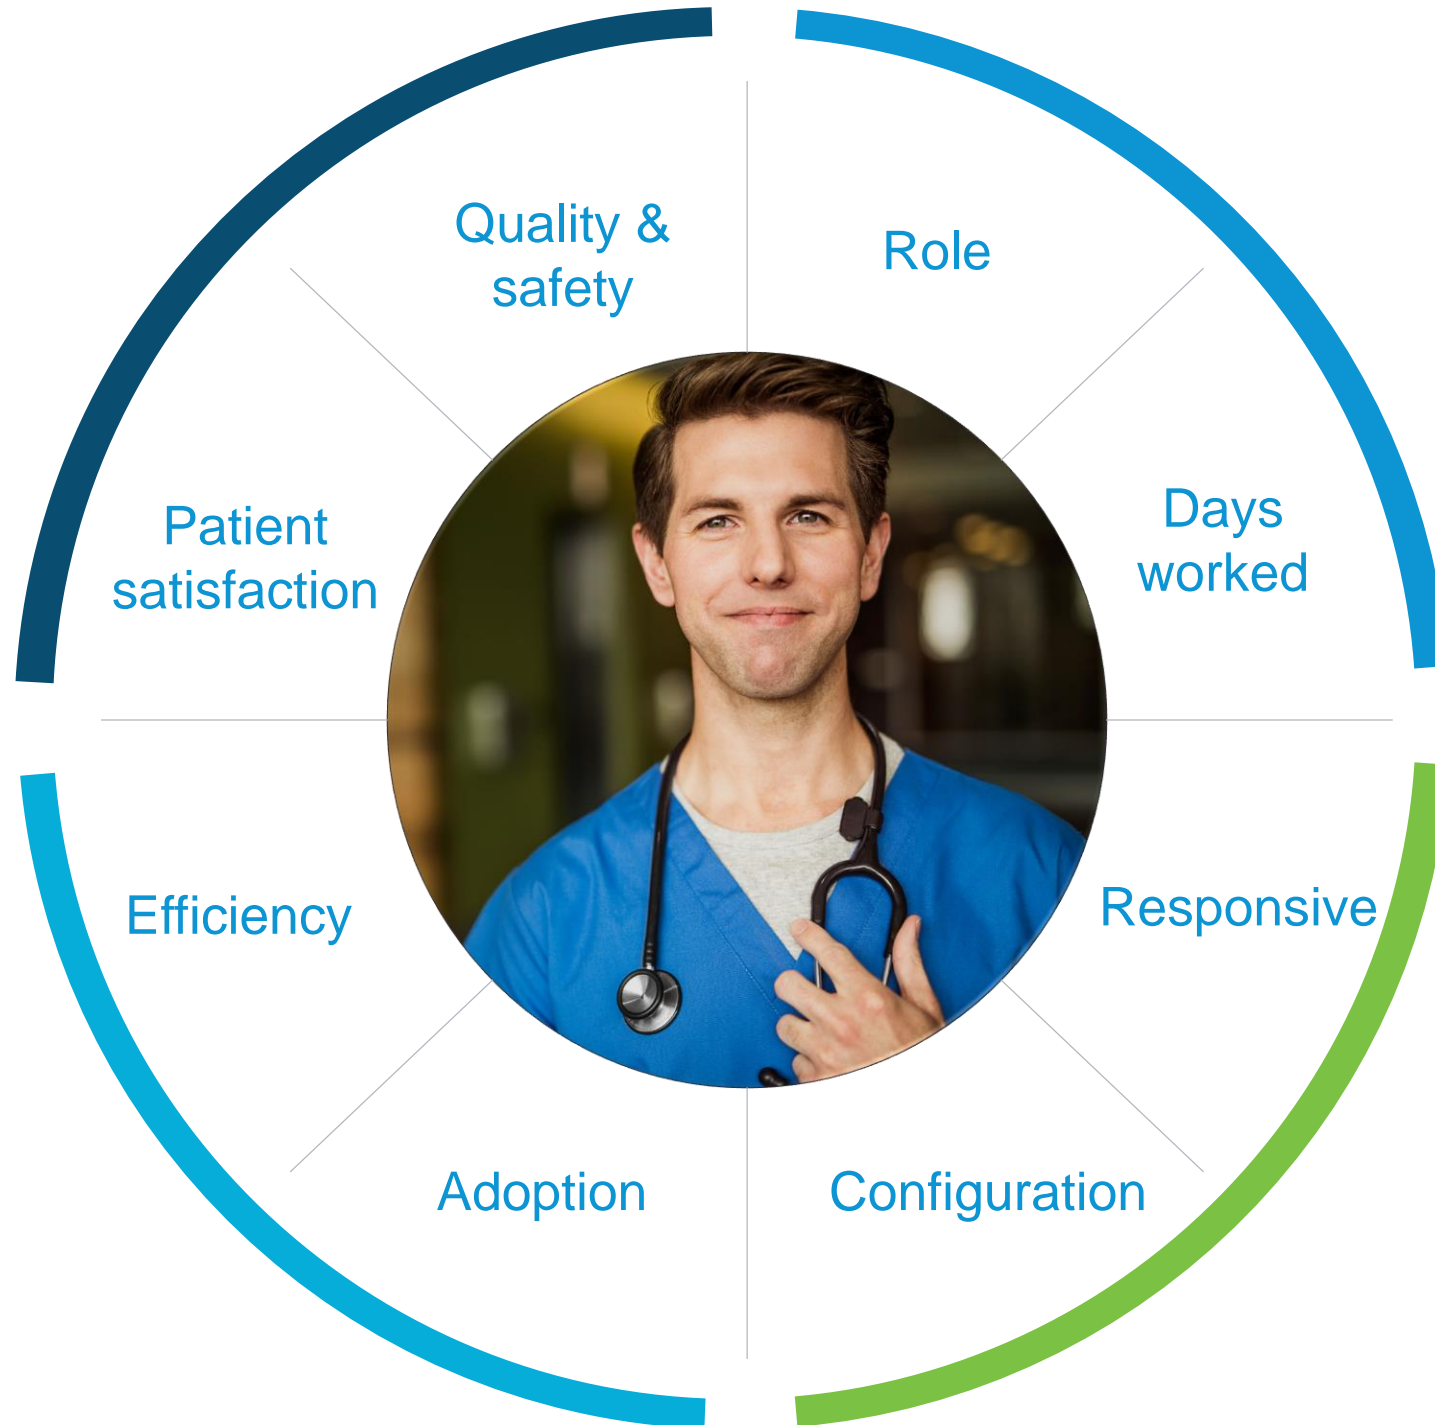 Quality &
safety
Role
Patient
satisfaction
Days
worked
Efficiency
Responsive
Adoption
Configuration